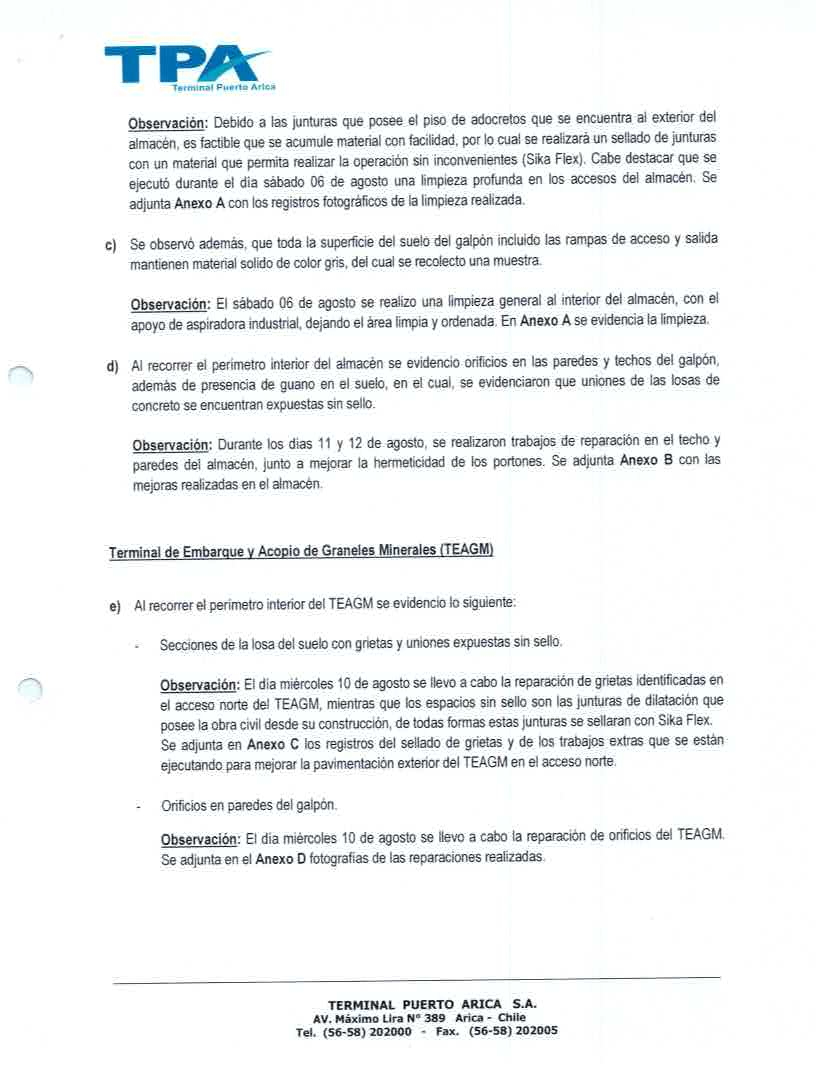 TPA
Terminal Puerto Arica
Observación: Debido a las junturas que posee el piso de adocretos que se encuentra al exterior del
almacén, es factible que se acumule material con facilidad, por lo cual se realizará un sellado de junturas
con un material que permita realizar la operación sin inconvenientes (Sika Flex). Cabe destacar que se
ejecutó durante el día sábado 06 de agosto una limpieza profunda en los accesos del almacén. Se
adjunta Anexo A con los registros fotográficos de la limpieza realizada.
c) Se observó además, que toda la superficie del suelo del galpón incluido las rampas de acceso y salida
mantienen material solido de color gris, del cual se recolecto una muestra.
Observación: El sábado 06 de agosto se realizo una limpieza general al interior del almacén, con el
apoyo de aspiradora industrial, dejando el área limpia y ordenada. En Anexo A se evidencia la limpieza.
d) Al recorrer el perímetro interior del almacén se evidencio orificios en las paredes y techos del galpón,
además de presencia de guano en el suelo, en el cual, se evidenciaron que uniones de las losas de
concreto se encuentran expuestas sin sello.
Observación: Durante los días 11 y 12 de agosto, se realizaron trabajos de reparación en el techo y
paredes del almacén, junto a mejorar la hermeticidad de los portones. Se adjunta Anexo B con las
mejoras realizadas en el almacén.
Terminal de Embarque y Acopio de Graneles Minerales (TEAGM)
e) Al recorrer el perímetro interior del TEAGM se evidencio lo siguiente:
- Secciones de la losa del suelo con grietas y uniones expuestas sin sello.
Observación: El día miércoles 10 de agosto se llevo a cabo la reparación de grietas identificadas en
el acceso norte del TEAGM, mientras que los espacios sin sello son las junturas de dilatación que
posee la obra civil desde su construcción, de todas formas estas junturas se sellaran con Sika Flex.
Se adjunta en Anexo C los registros del sellado de grietas y de los trabajos extras que se están
ejecutando para mejorar la pavimentación exterior del TEAGM en el acceso norte.
- Orificios en paredes del galpón.
Observación: El día miércoles 10 de agosto se llevo a cabo la reparación de orificios del TEAGM.
Se adjunta en el Anexo D fotografías de las reparaciones realizadas.
TERMINAL PUERTO ARICA S.A.
AV. Máximo Lira N° 389 Arica - Chile
Tel. (56-58) 202000 - Fax. (56-58) 202005